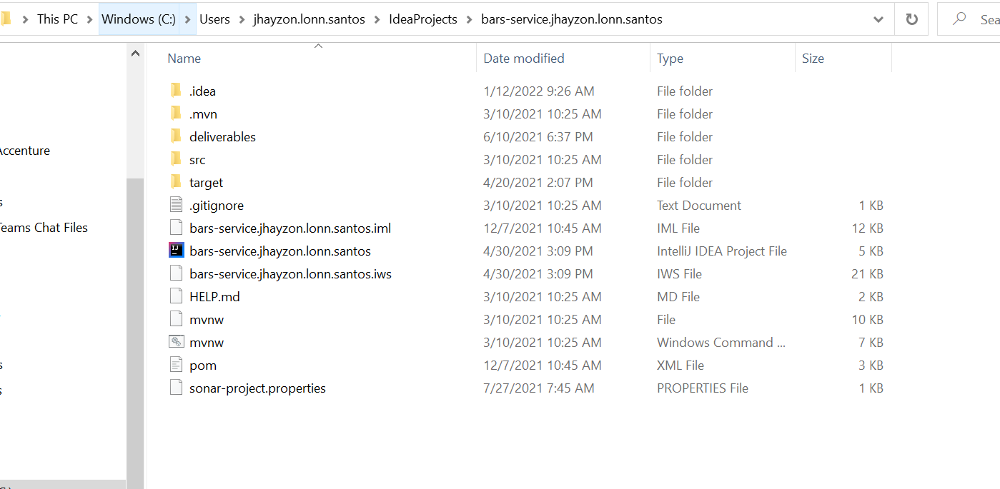 This PC > Windows (C:) > Users > jhayzon.lonn.santos > IdeaProjects > bars-service.jhayzon.lonn.santos
Name Date modified Type Size
.idea 1/12/2022 9:26 AM File folder
.mvn 3/10/2021 10:25 AM File folder
deliverables 6/10/2021 6:37 PM File folder
Accenture
src 3/10/2021 10:25 AM File folder
target 4/20/2021 2:07 PM File folder
.gitignore 3/10/2021 10:25 AM Text Document 1 KB
Teams Chat Files
bars-service.jhayzon.lonn.santos.iml 12/7/2021 10:45 AM IML File 12 KB
bars-service.jhayzon.lonn.santos 4/30/2021 3:09 PM IntelliJ IDEA Project File 5 KB
bars-service.jhayzon.lonn.santos.iws 4/30/2021 3:09 PM IWS File 21 KB
HELP.md 3/10/2021 10:25 AM MD File 2 KB
mvnw 3/10/2021 10:25 AM File 10 KB
mvnw 3/10/2021 10:25 AM Windows Command ... 7 KB
pom 12/7/2021 10:45 AM XML File 3 KB
sonar-project.properties 7/27/2021 7:45 AM PROPERTIES File 1 KB